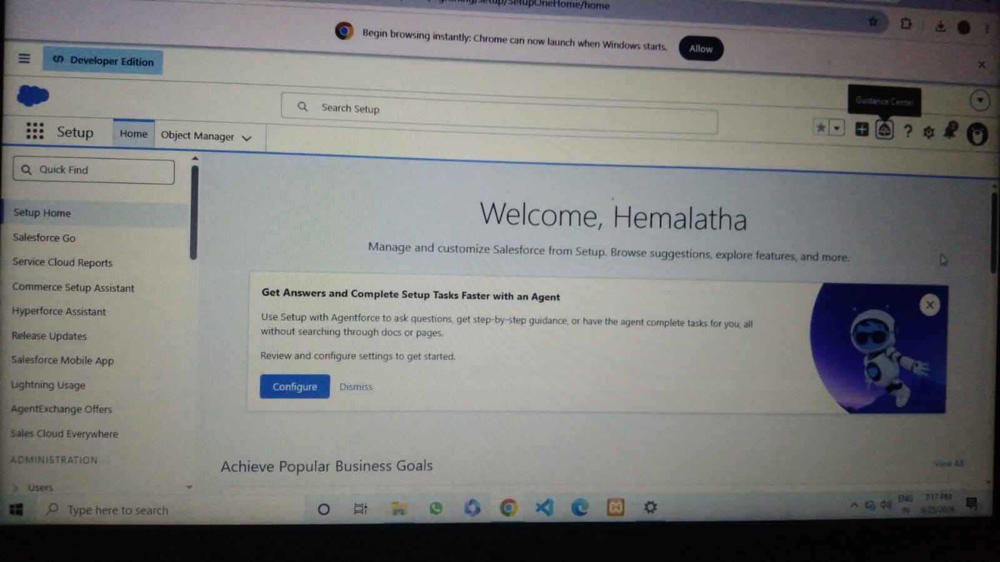 /setup/SetupOneHome/home
Begin browsing instantly: Chrome can now launch when Windows starts.
Allow
</> Developer Edition
Search Setup
Guidance Center
Setup
Home
Object Manager
Quick Find
Setup Home
Salesforce Go
Service Cloud Reports
Commerce Setup Assistant
Hyperforce Assistant
Release Updates
Salesforce Mobile App
Lightning Usage
AgentExchange Offers
Sales Cloud Everywhere
ADMINISTRATION
Users
Welcome, Hemalatha
Manage and customize Salesforce from Setup. Browse suggestions, explore features, and more.
Get Answers and Complete Setup Tasks Faster with an Agent
Use Setup with Agentforce to ask questions, get step-by-step guidance, or have the agent complete tasks for you, all
without searching through docs or pages.
Review and configure settings to get started.
Configure
Dismiss
Achieve Popular Business Goals
View All
Type here to search
ENG
IN
7:17 PM
9/25/2026